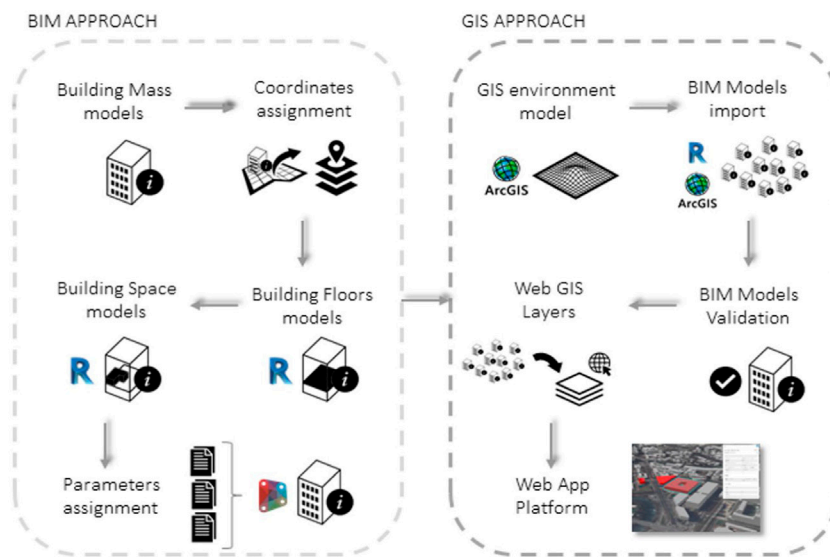 BIM APPROACH
Building Mass
models
Coordinates
assignment
i
i
Building Space
models
Building Floors
models
R
i
R
i
Parameters
assignment
i
GIS APPROACH
GIS environment
model
BIM Models
import
ArcGIS
R
ArcGIS
Web GIS
Layers
BIM Models
Validation
i
Web App
Platform